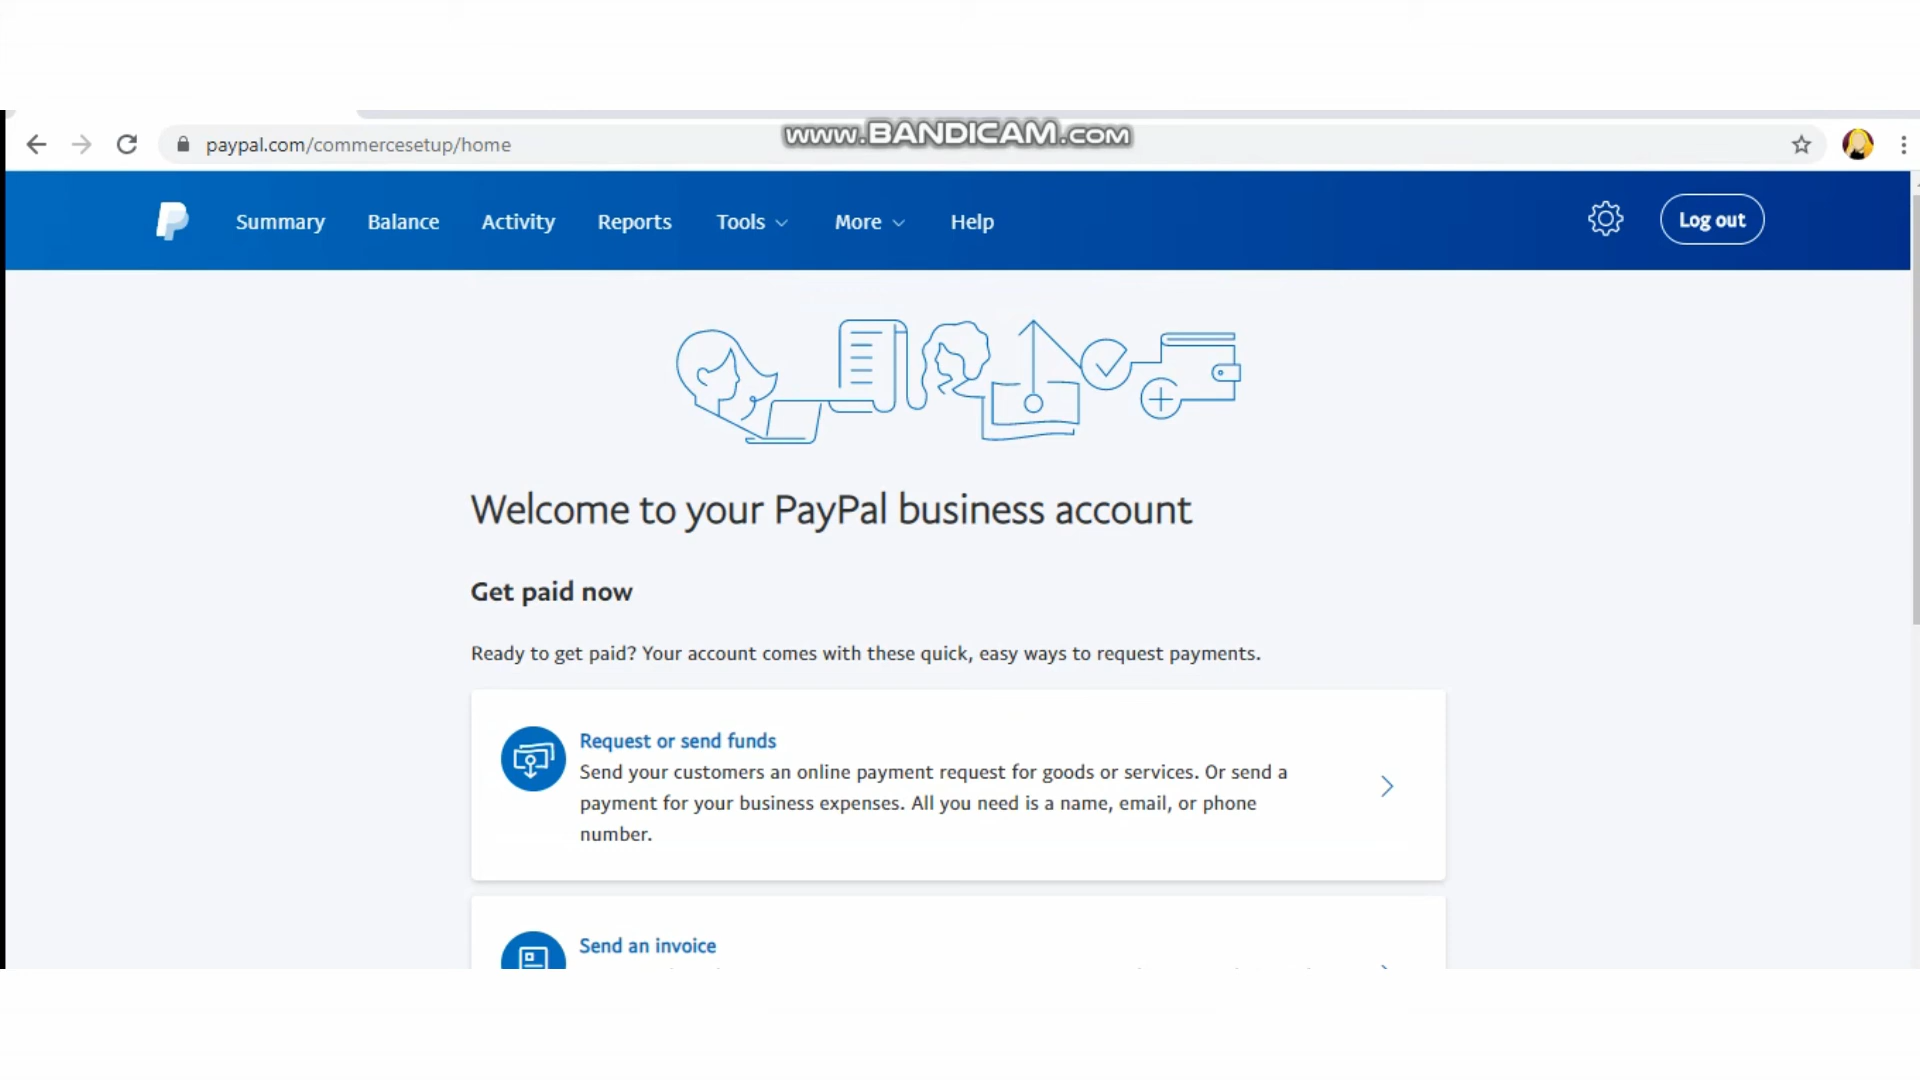 www.BANDICAM.com
paypal.com/commercesetup/home
Summary Balance Activity Reports Tools More Help Log out
Welcome to your PayPal business account
Get paid now
Ready to get paid? Your account comes with these quick, easy ways to request payments.
Request or send funds
Send your customers an online payment request for goods or services. Or send a
payment for your business expenses. All you need is a name, email, or phone
number.
Send an invoice